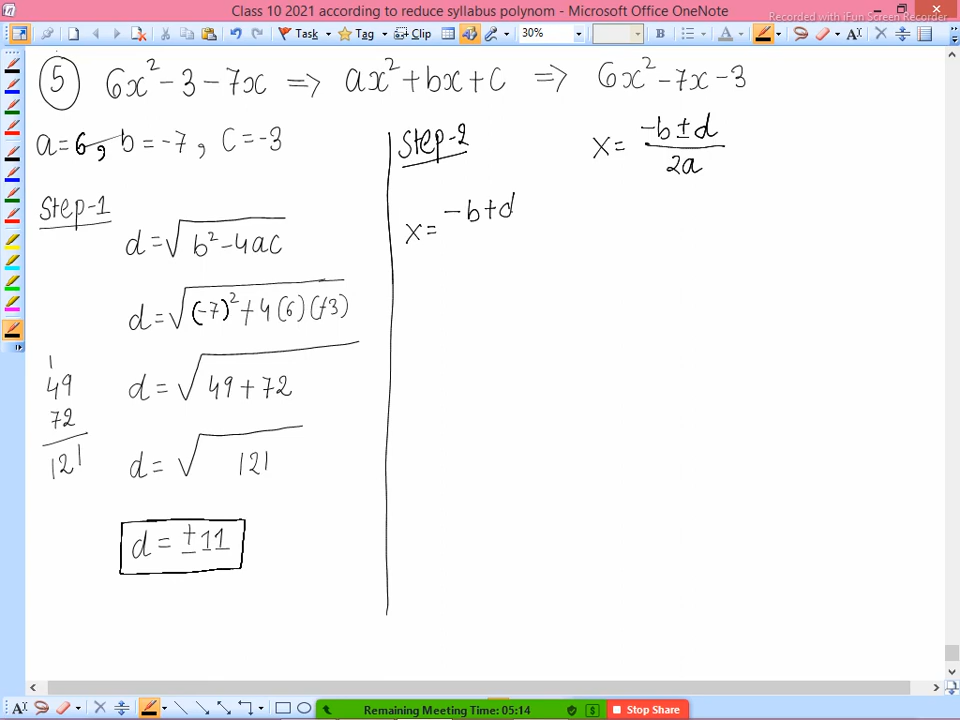 Class 10 2021 according to reduce syllabus polynom - Microsoft Office OneNote
Recorded with iFun Screen Recorder
Task Tag Clip 30% B A
5 6x² - 3 - 7x => ax² + bx + c => 6x² - 7x - 3
a = 6, b = -7, c = -3
Step-1
d = √b² - 4ac
d = √(-7)² + 4(6)(+3)
d = √49 + 72
1
49
72
121
d = √121
d = ±11
Step-2
x = -b ± d / 2a
x = -b + d
Remaining Meeting Time: 05:14 Stop Share